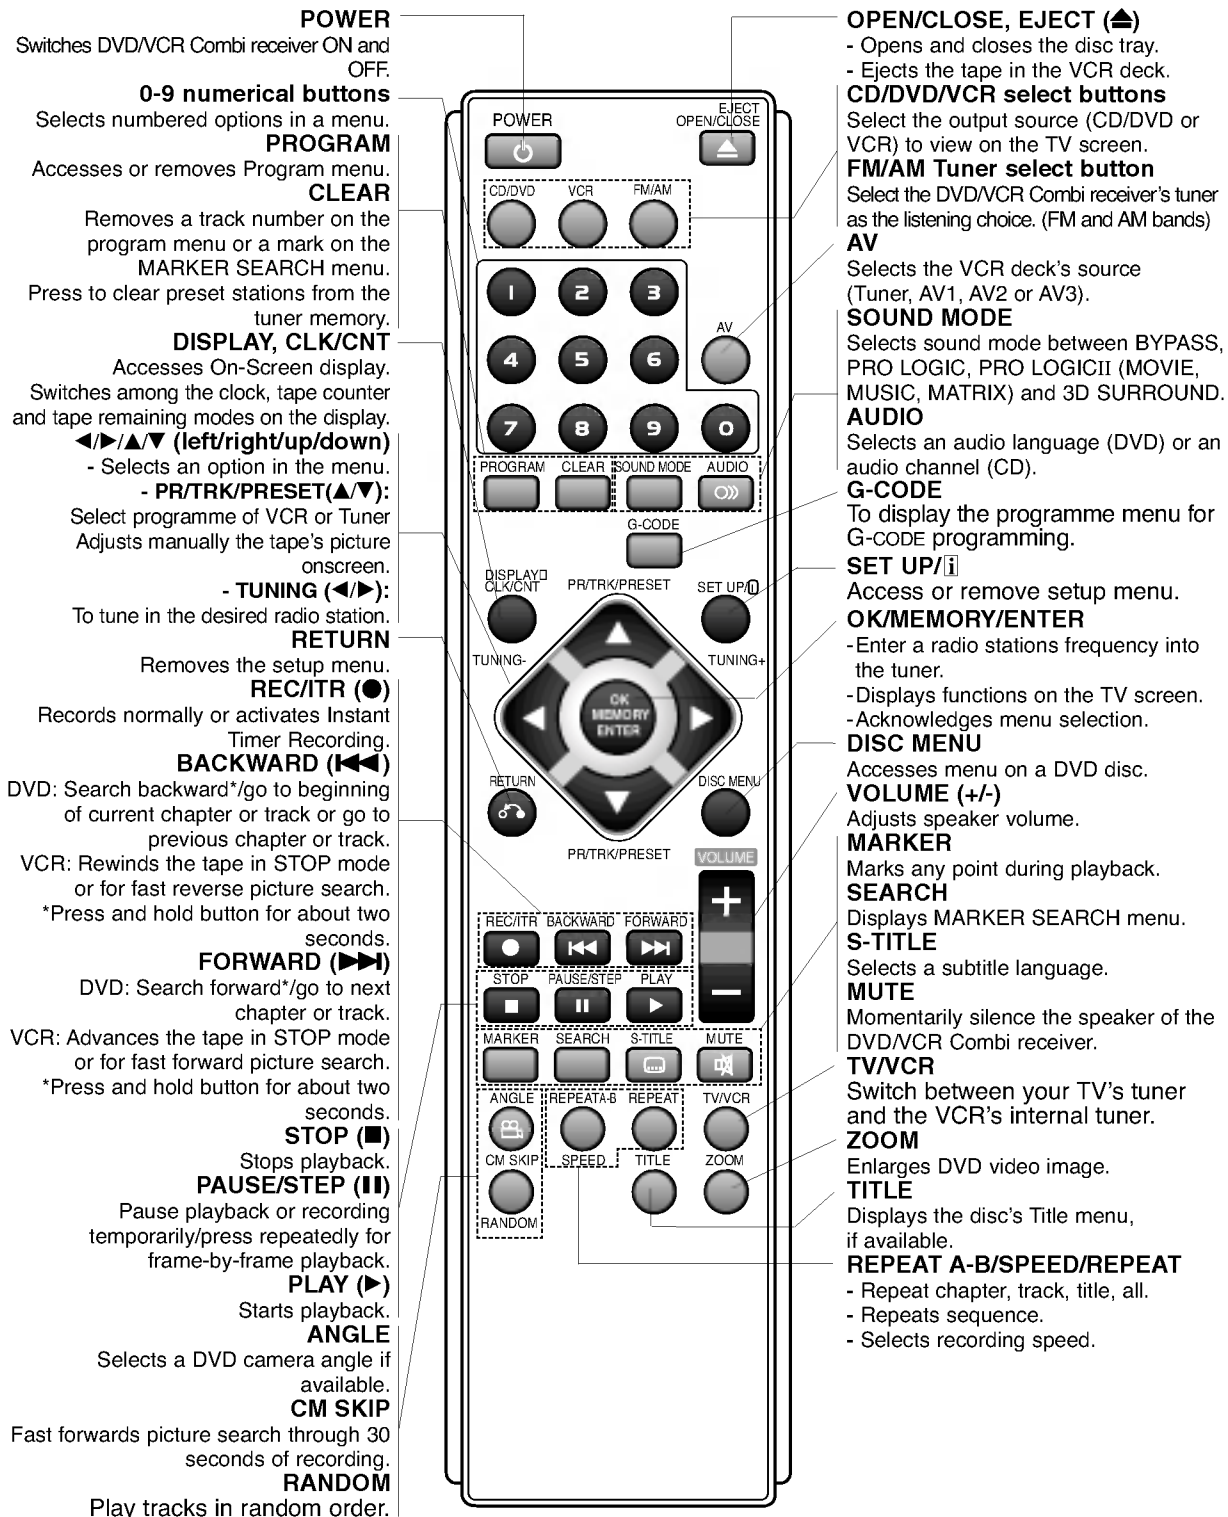 POWER
Switches DVD/VCR Combi receiver ON and
OFF.
0-9 numerical buttons
Selects numbered options in a menu.
PROGRAM
Accesses or removes Program menu.
CLEAR
Removes a track number on the
program menu or a mark on the
MARKER SEARCH menu.
Press to clear preset stations from the
tuner memory.
DISPLAY, CLK/CNT
Accesses On-Screen display.
Switches among the clock, tape counter
and tape remaining modes on the display.
◀/▶/▲/▼ (left/right/up/down)
- Selects an option in the menu.
- PR/TRK/PRESET(▲/▼):
Select programme of VCR or Tuner
Adjusts manually the tape's picture
onscreen.
- TUNING (◀/▶):
To tune in the desired radio station.
RETURN
Removes the setup menu.
REC/ITR (●)
Records normally or activates Instant
Timer Recording.
BACKWARD (I◀◀)
DVD: Search backward*/go to beginning
of current chapter or track or go to
previous chapter or track.
VCR: Rewinds the tape in STOP mode
or for fast reverse picture search.
*Press and hold button for about two
seconds.
FORWARD (▶▶I)
DVD: Search forward*/go to next
chapter or track.
VCR: Advances the tape in STOP mode
or for fast forward picture search.
*Press and hold button for about two
seconds.
STOP (■)
Stops playback.
PAUSE/STEP (II)
Pause playback or recording
temporarily/press repeatedly for
frame-by-frame playback.
PLAY (▶)
Starts playback.
ANGLE
Selects a DVD camera angle if
available.
CM SKIP
Fast forwards picture search through 30
seconds of recording.
RANDOM
Play tracks in random order.
POWER
EJECT
OPEN/CLOSE
CD/DVD VCR FM/AM
1 2 3
AV
4 5 6
7 8 9 0
PROGRAM CLEAR SOUND MODE AUDIO
G-CODE
DISPLAY
CLK/CNT
PR/TRK/PRESET
SET UP/i
TUNING- TUNING+
OK
MEMORY
ENTER
RETURN DISC MENU
PR/TRK/PRESET
VOLUME
+
REC/ITR BACKWARD FORWARD
STOP PAUSE/STEP PLAY
–
MARKER SEARCH S-TITLE MUTE
ANGLE REPEATA-B REPEAT TV/VCR
CM SKIP SPEED TITLE ZOOM
RANDOM
OPEN/CLOSE, EJECT (⏏)
- Opens and closes the disc tray.
- Ejects the tape in the VCR deck.
CD/DVD/VCR select buttons
Select the output source (CD/DVD or
VCR) to view on the TV screen.
FM/AM Tuner select button
Select the DVD/VCR Combi receiver's tuner
as the listening choice. (FM and AM bands)
AV
Selects the VCR deck's source
(Tuner, AV1, AV2 or AV3).
SOUND MODE
Selects sound mode between BYPASS,
PRO LOGIC, PRO LOGICII (MOVIE,
MUSIC, MATRIX) and 3D SURROUND.
AUDIO
Selects an audio language (DVD) or an
audio channel (CD).
G-CODE
To display the programme menu for
G-CODE programming.
SET UP/i
Access or remove setup menu.
OK/MEMORY/ENTER
-Enter a radio stations frequency into
the tuner.
-Displays functions on the TV screen.
-Acknowledges menu selection.
DISC MENU
Accesses menu on a DVD disc.
VOLUME (+/-)
Adjusts speaker volume.
MARKER
Marks any point during playback.
SEARCH
Displays MARKER SEARCH menu.
S-TITLE
Selects a subtitle language.
MUTE
Momentarily silence the speaker of the
DVD/VCR Combi receiver.
TV/VCR
Switch between your TV's tuner
and the VCR's internal tuner.
ZOOM
Enlarges DVD video image.
TITLE
Displays the disc's Title menu,
if available.
REPEAT A-B/SPEED/REPEAT
- Repeat chapter, track, title, all.
- Repeats sequence.
- Selects recording speed.